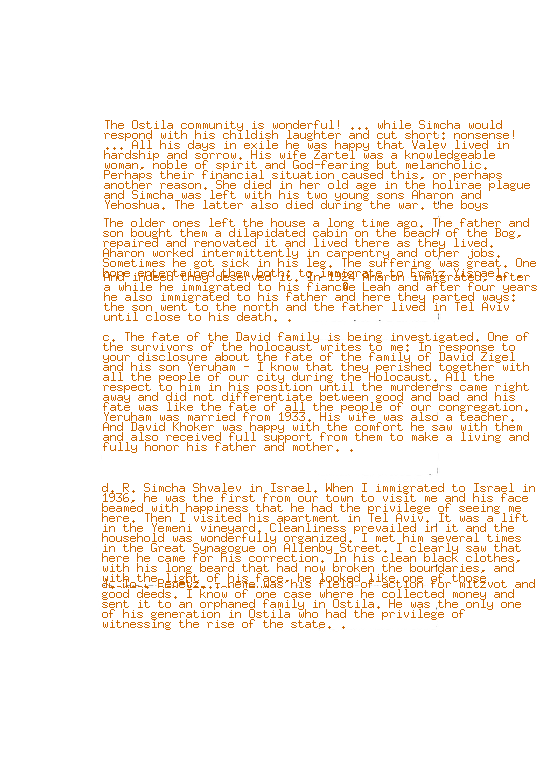 The Ostila community is wonderful! ... while Simcha would
respond with his childish laughter and cut short: nonsense!
... All his days in exile he was happy that Valev lived in
hardship and sorrow. His wife Zartel was a knowledgeable
woman, noble of spirit and God-fearing but melancholic.
Perhaps their financial situation caused this, or perhaps
another reason. She died in her old age in the holirae plague
and Simcha was left with his two young sons Aharon and
Yehoshua. The latter also died during the war. the boys
The older ones left the house a long time ago. The father and
son bought them a dilapidated cabin on the beach of the Bog,
repaired and renovated it and lived there as they lived.
Aharon worked intermittently in carpentry and other jobs.
Sometimes he got sick in his leg. The suffering was great. One
hope entertained them both: to immigrate to Eretz Yisrael. .
And indeed they deserved it. In 1924 Aharon immigrated; after
a while he immigrated to his fiancée Leah and after four years
he also immigrated to his father and here they parted ways:
the son went to the north and the father lived in Tel Aviv
until close to his death. .
c. The fate of the David family is being investigated. One of
the survivors of the holocaust writes to me: In response to
your disclosure about the fate of the family of David Zigel
and his son Yeruham - I know that they perished together with
all the people of our city during the Holocaust. All the
respect to him in his position until the murderers came right
away and did not differentiate between good and bad and his
fate was like the fate of all the people of our congregation.
Yeruham was married from 1933. His wife was also a teacher.
And David Khoker was happy with the comfort he saw with them
and also received full support from them to make a living and
fully honor his father and mother. .
d. R. Simcha Shvalev in Israel. When I immigrated to Israel in
1936, he was the first from our town to visit me and his face
beamed with happiness that he had the privilege of seeing me
here. Then I visited his apartment in Tel Aviv. It was a lift
in the Yemeni vineyard. Cleanliness prevailed in it and the
household was wonderfully organized. I met him several times
in the Great Synagogue on Allenby Street. I clearly saw that
here he came for his correction. In his clean black clothes,
with his long beard that had now broken the boundaries, and
with the light of his face, he looked like one of those
was his field of action for mitzvot and
good deeds. I know of one case where he collected money and
sent it to an orphaned family in Ostila. He was the only one
of his generation in Ostila who had the privilege of
witnessing the rise of the state. .